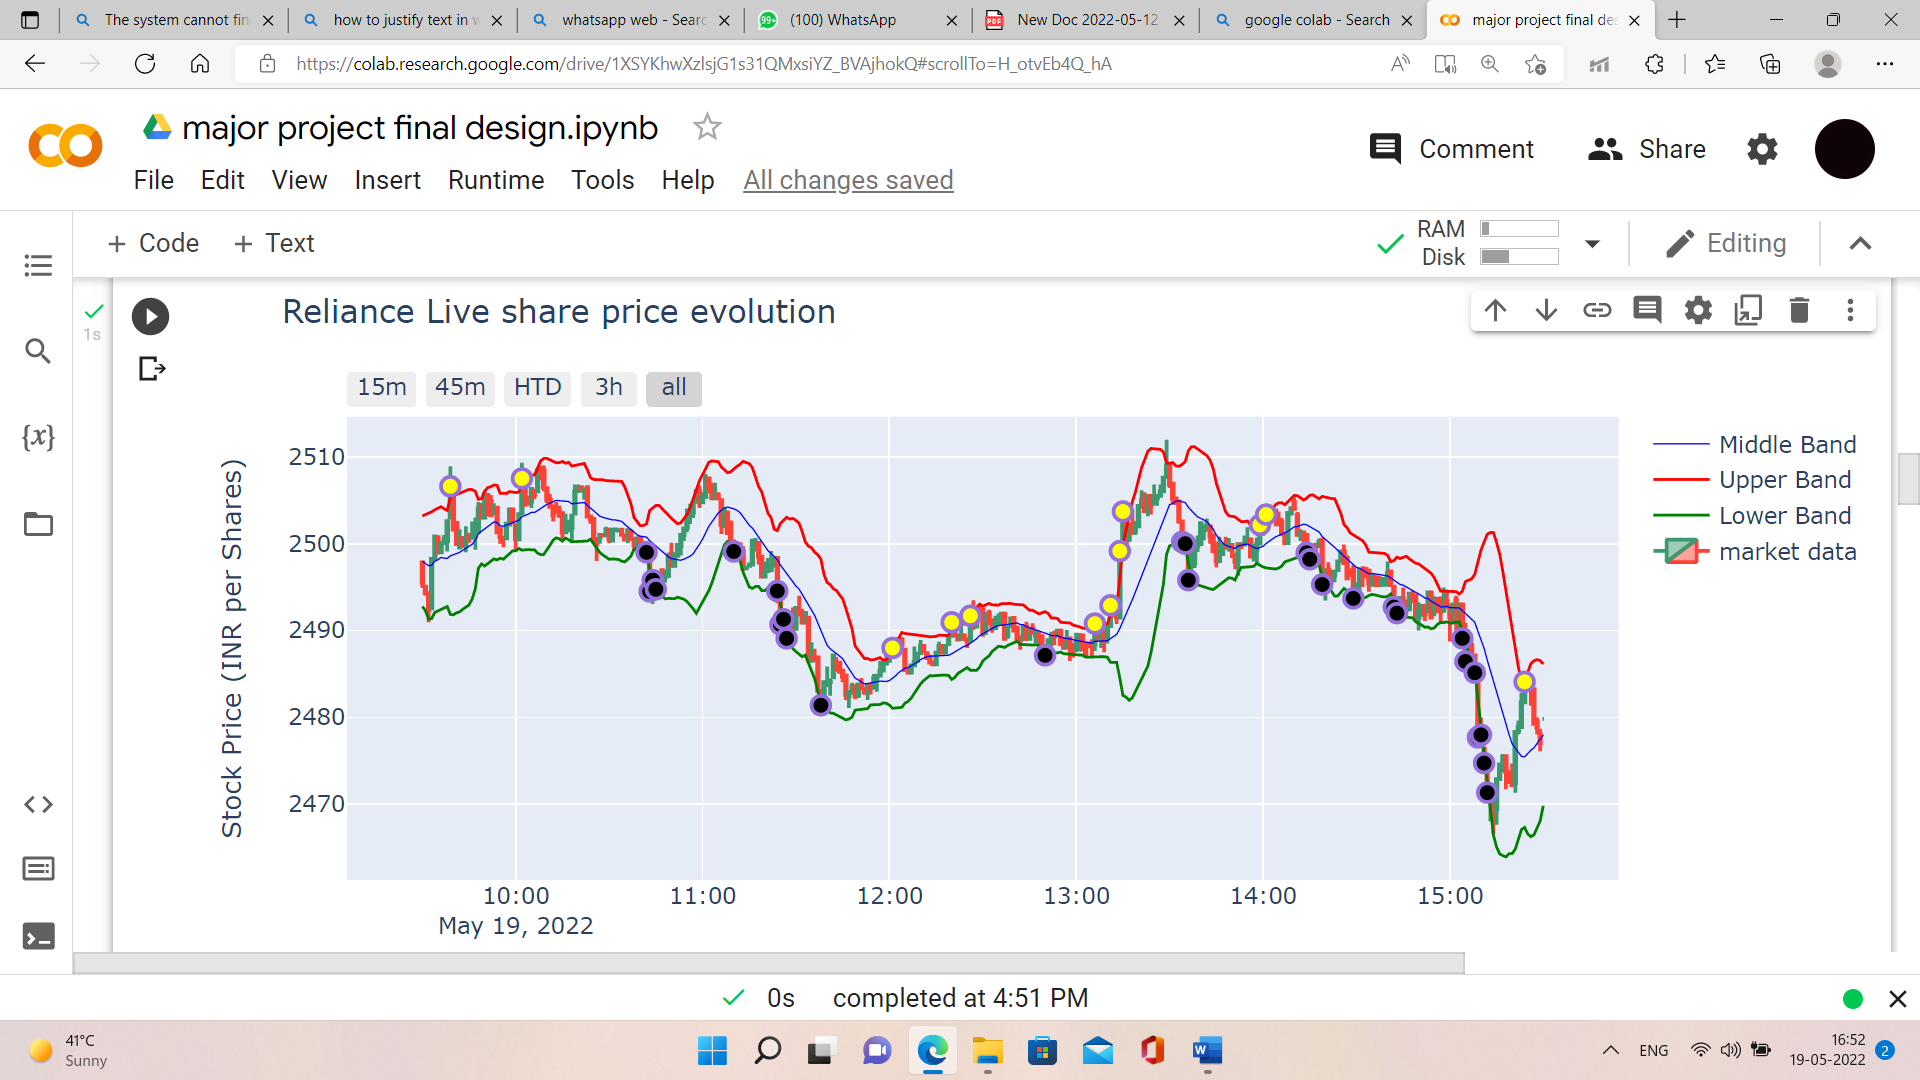 The system cannot fin
how to justify text in w
whatsapp web - Searc
99+
(100) WhatsApp
PDF
New Doc 2022-05-12
google colab - Search
major project final des
https://colab.research.google.com/drive/1XSYKhwXzlsjG1s31QMxsiYZ_BVAjhokQ#scrollTo=H_otvEb4Q_hA
major project final design.ipynb
File Edit View Insert Runtime Tools Help All changes saved
Comment
Share
+ Code + Text
RAM
Disk
Editing
1s
{x}
Reliance Live share price evolution
15m 45m HTD 3h all
Stock Price (INR per Shares)
2510
2500
2490
2480
2470
10:00 11:00 12:00 13:00 14:00 15:00
May 19, 2022
Middle Band
Upper Band
Lower Band
market data
0s completed at 4:51 PM
41°C
Sunny
ENG
16:52
19-05-2022
2